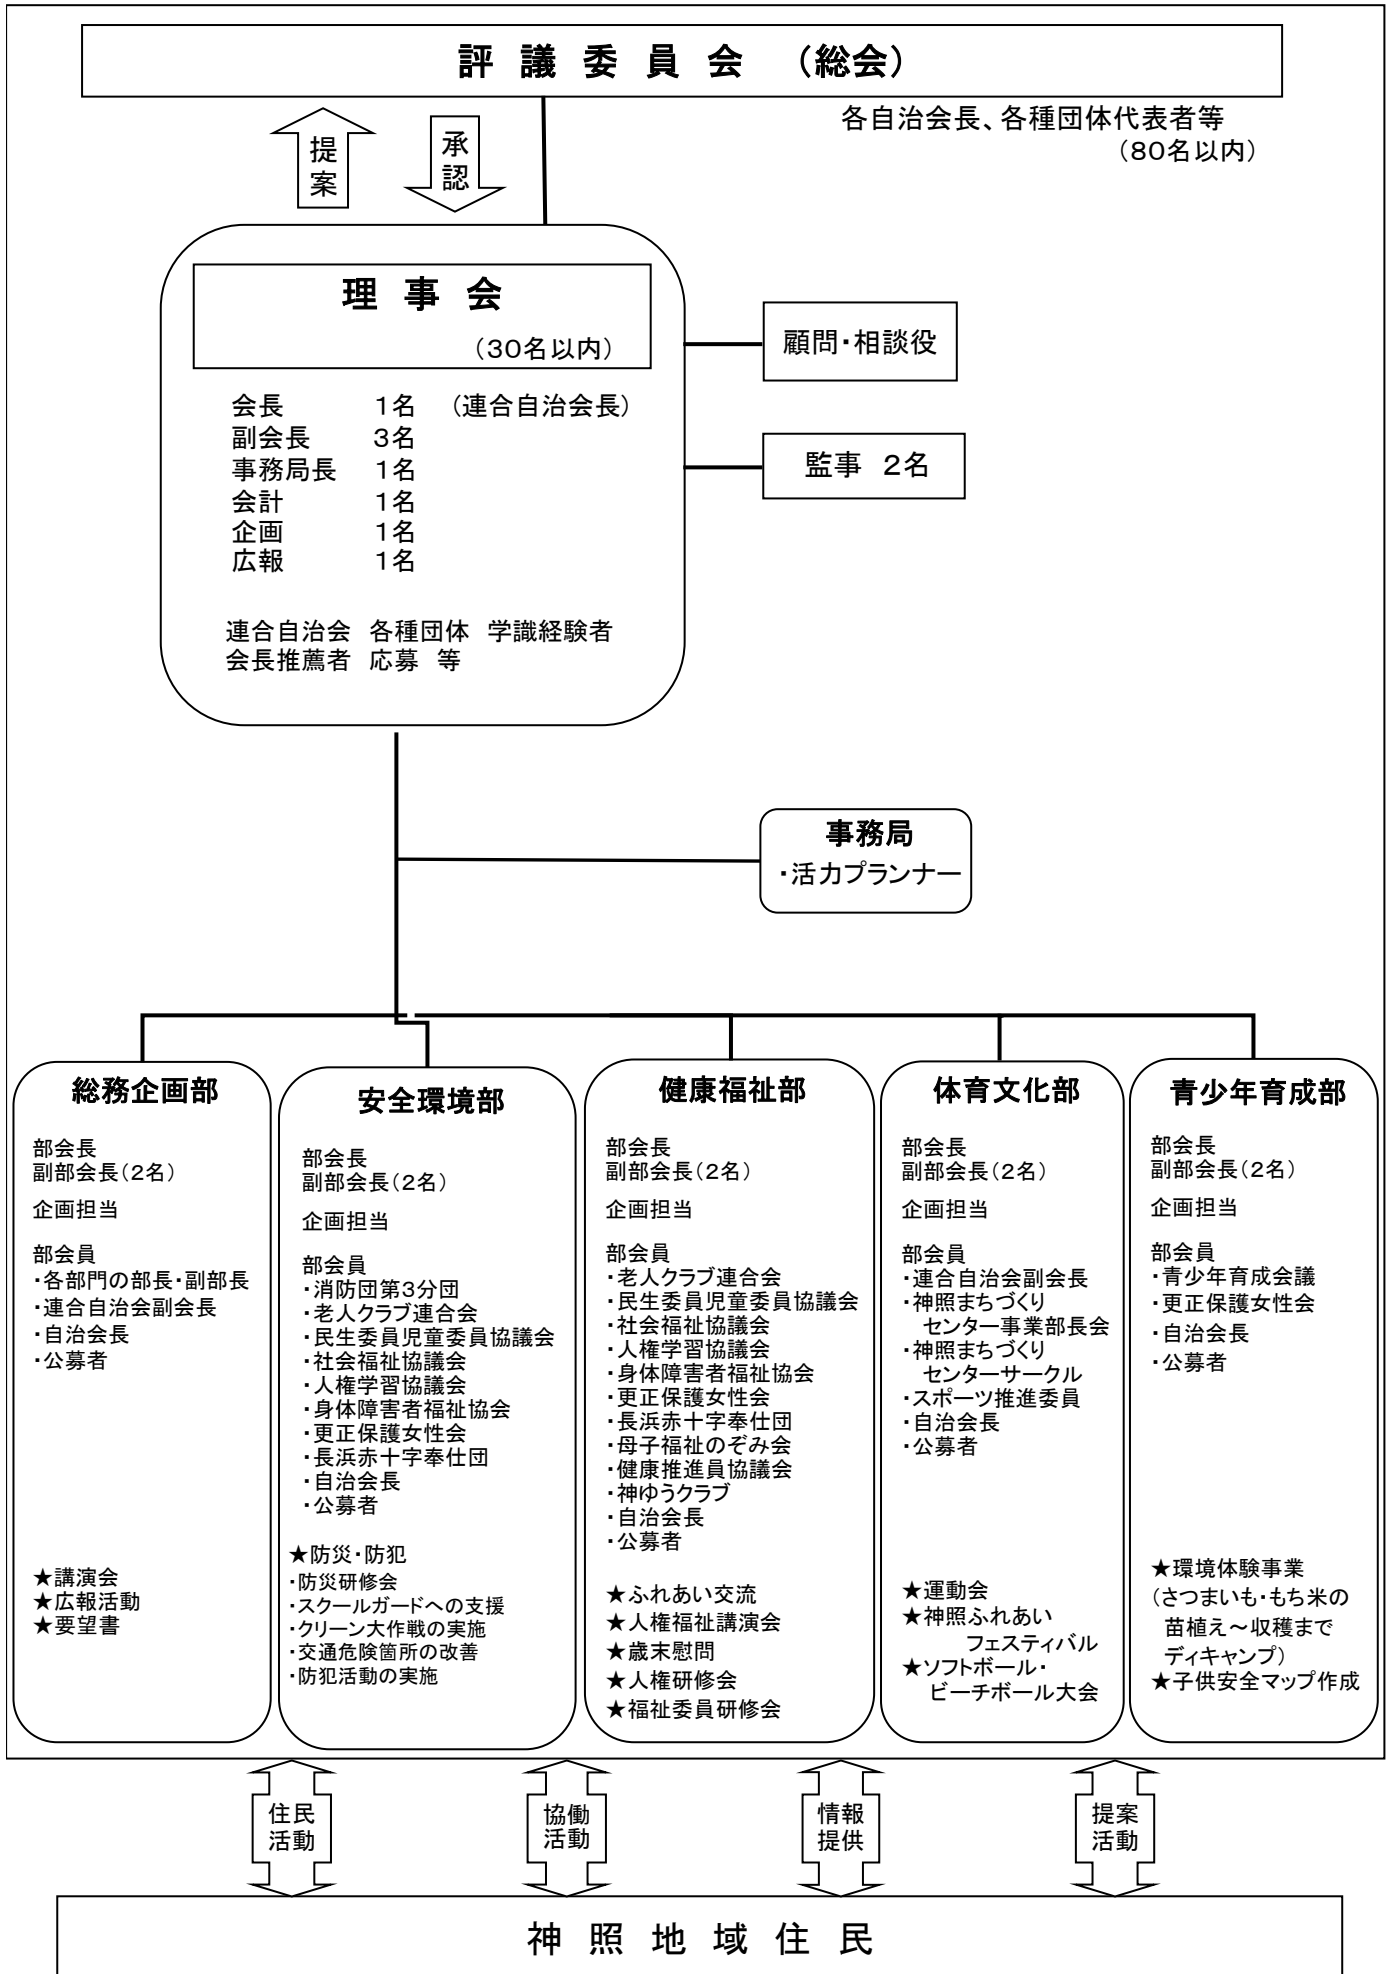 評 議 委 員 会 （総会）
各自治会長、各種団体代表者等
（80名以内）
提案
承認
理 事 会
（30名以内）
会長 1名 （連合自治会長）
副会長 3名
事務局長 1名
会計 1名
企画 1名
広報 1名
連合自治会 各種団体 学識経験者
会長推薦者 応募 等
顧問・相談役
監事 2名
事務局
・活力プランナー
総務企画部
部会長
副部会長（2名）
企画担当
部会員
・各部門の部長・副部長
・連合自治会副会長
・自治会長
・公募者
★講演会
★広報活動
★要望書
安全環境部
部会長
副部会長（2名）
企画担当
部会員
・消防団第3分団
・老人クラブ連合会
・民生委員児童委員協議会
・社会福祉協議会
・人権学習協議会
・身体障害者福祉協会
・更正保護女性会
・長浜赤十字奉仕団
・自治会長
・公募者
★防災・防犯
・防災研修会
・スクールガードへの支援
・クリーン大作戦の実施
・交通危険箇所の改善
・防犯活動の実施
健康福祉部
部会長
副部会長（2名）
企画担当
部会員
・老人クラブ連合会
・民生委員児童委員協議会
・社会福祉協議会
・人権学習協議会
・身体障害者福祉協会
・更正保護女性会
・長浜赤十字奉仕団
・母子福祉のぞみ会
・健康推進員協議会
・神ゆうクラブ
・自治会長
・公募者
★ふれあい交流
★人権福祉講演会
★歳末慰問
★人権研修会
★福祉委員研修会
体育文化部
部会長
副部会長（2名）
企画担当
部会員
・連合自治会副会長
・神照まちづくり
センター事業部長会
・神照まちづくり
センターサークル
・スポーツ推進委員
・自治会長
・公募者
★運動会
★神照ふれあい
フェスティバル
★ソフトボール・
ビーチボール大会
青少年育成部
部会長
副部会長（2名）
企画担当
部会員
・青少年育成会議
・更正保護女性会
・自治会長
・公募者
★環境体験事業
（さつまいも・もち米の
苗植え～収穫まで
ディキャンプ）
★子供安全マップ作成
住民
活動
協働
活動
情報
提供
提案
活動
神 照 地 域 住 民